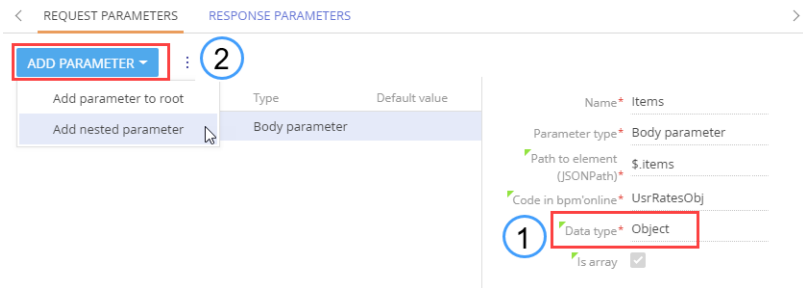 REQUEST PARAMETERS RESPONSE PARAMETERS
ADD PARAMETER
2
Add parameter to root
Add nested parameter
Type Default value
Body parameter
Name* Items
Parameter type* Body parameter
Path to element
(JSONPath)* $.items
Code in bpm'online* UsrRatesObj
1
Data type* Object
Is array